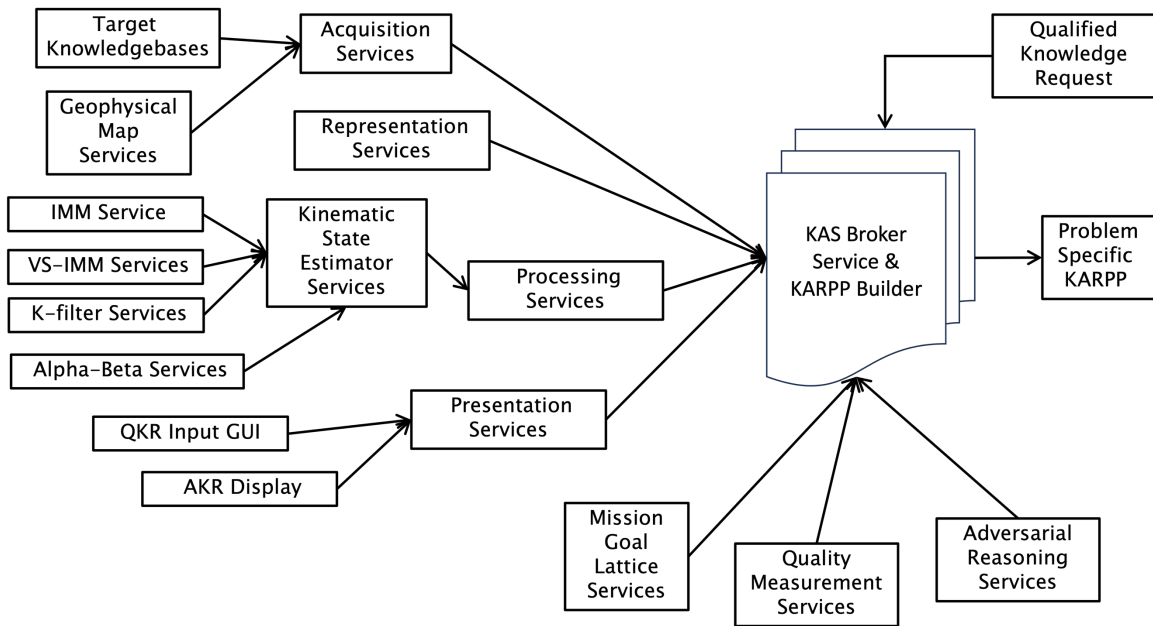 Target
Knowledgebases
Acquisition
Services
Qualified
Knowledge
Request
Geophysical
Map
Services
Representation
Services
IMM Service
VS-IMM Services
K-filter Services
Alpha-Beta Services
Kinematic
State
Estimator
Services
Processing
Services
KAS Broker
Service &
KARPP Builder
Problem
Specific
KARPP
QKR Input GUI
AKR Display
Presentation
Services
Mission
Goal
Lattice
Services
Quality
Measurement
Services
Adversarial
Reasoning
Services